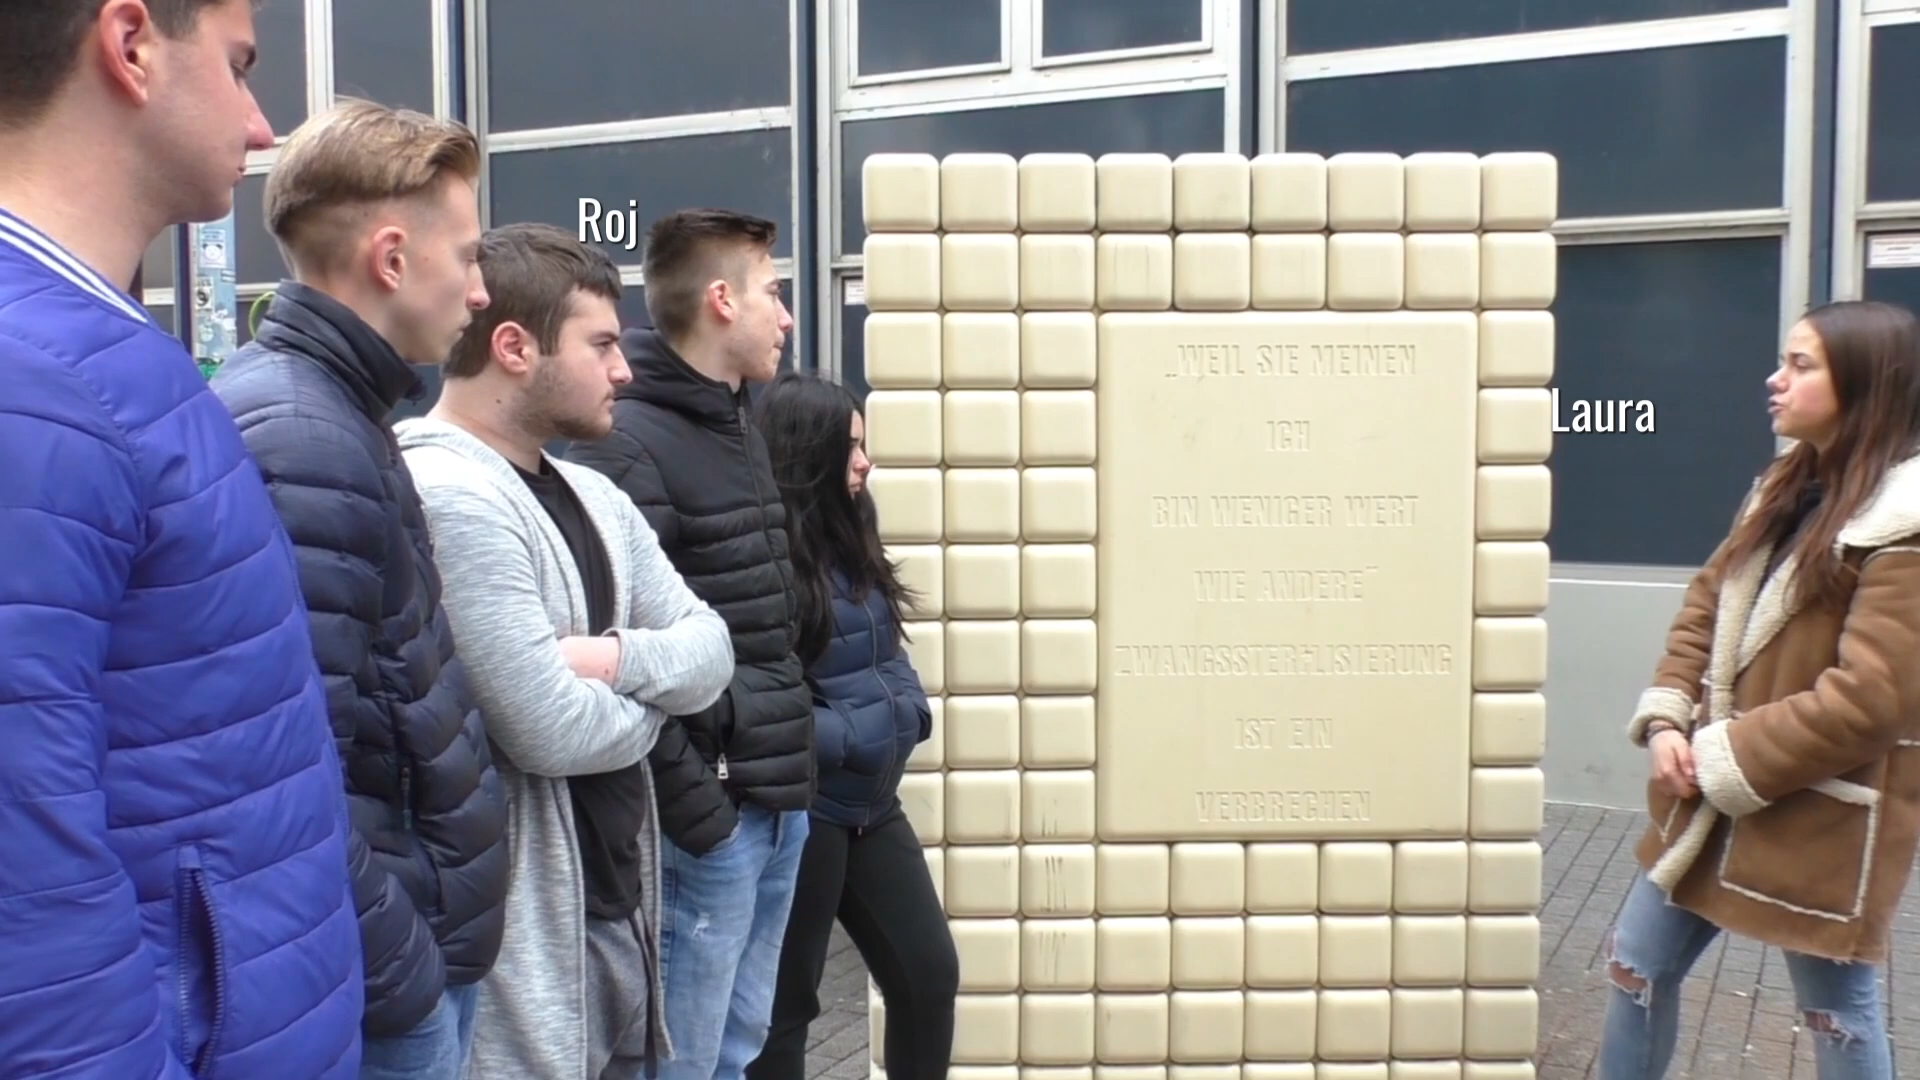 Roj
Laura
„WEIL SIE MEINEN
ICH
BIN WENIGER WERT
WIE ANDERE"
ZWANGSSTERILISIERUNG
IST EIN
VERBRECHEN